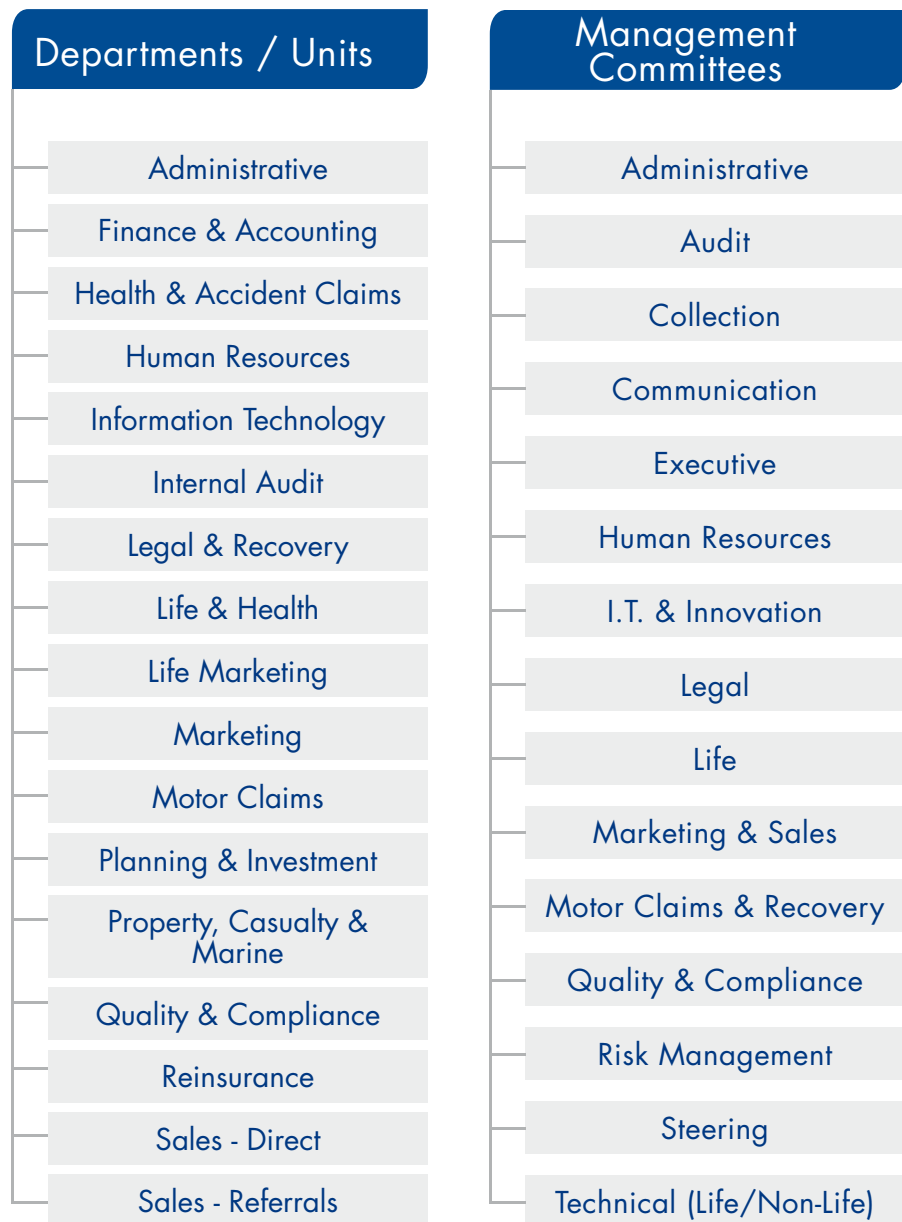 Departments / Units
Administrative
Finance & Accounting
Health & Accident Claims
Human Resources
Information Technology
Internal Audit
Legal & Recovery
Life & Health
Life Marketing
Marketing
Motor Claims
Planning & Investment
Property, Casualty &
Marine
Quality & Compliance
Reinsurance
Sales - Direct
Sales - Referrals
Management
Committees
Administrative
Audit
Collection
Communication
Executive
Human Resources
I.T. & Innovation
Legal
Life
Marketing & Sales
Motor Claims & Recovery
Quality & Compliance
Risk Management
Steering
Technical (Life/Non-Life)